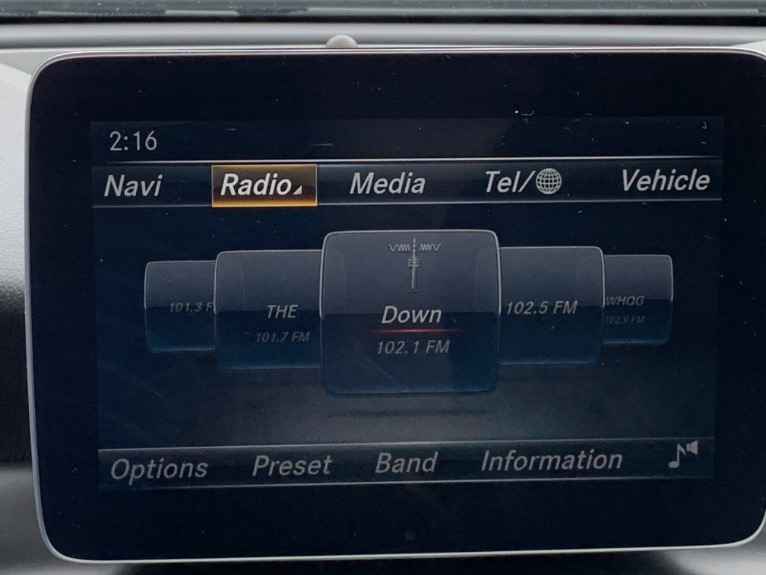 2:16
Navi Radio Media Tel/ Vehicle
101.3 F
THE
101.7 FM
Down
102.1 FM
102.5 FM
WHQG
102.9 FM
Options Preset Band Information